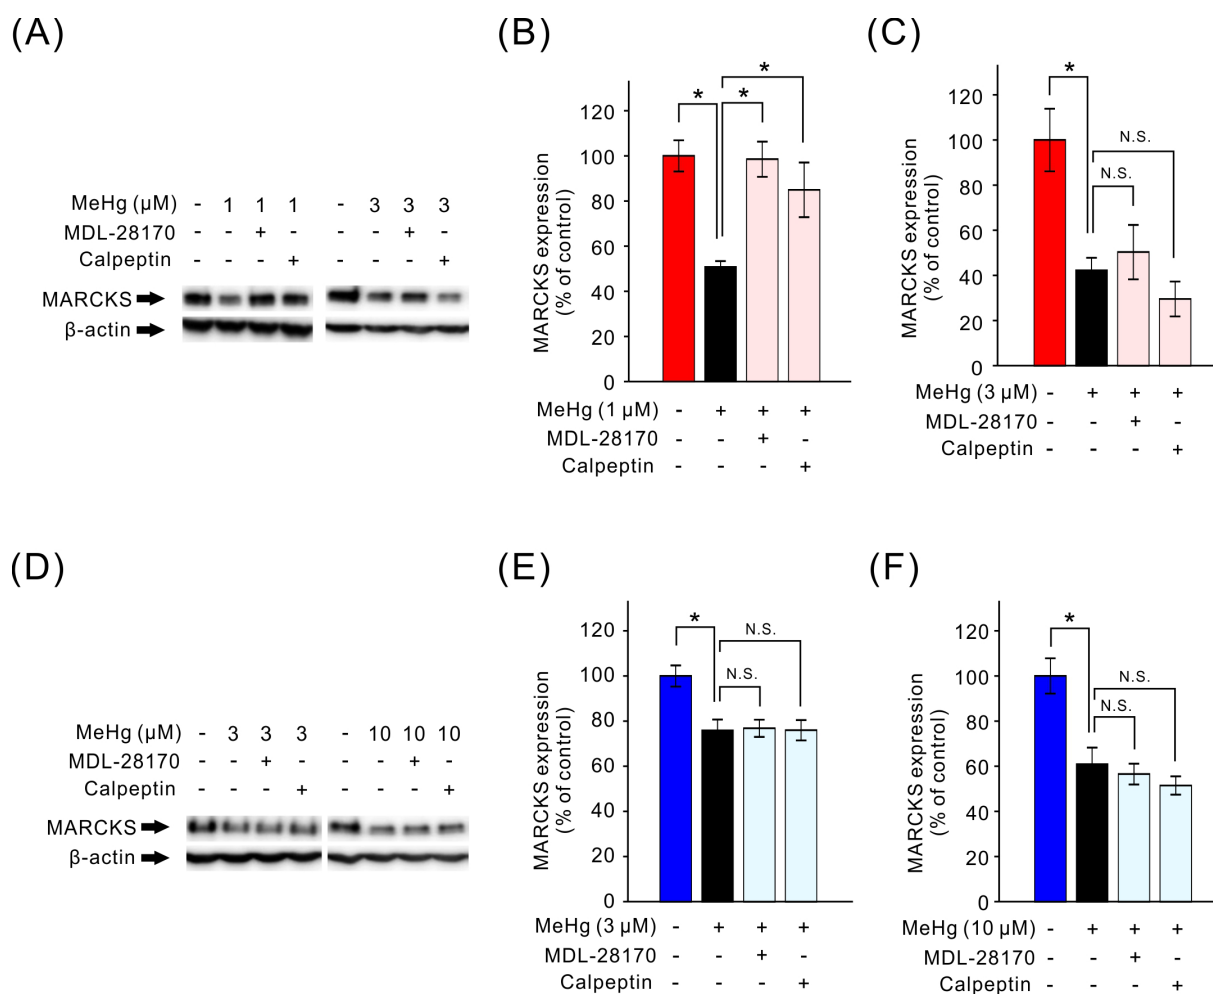 (A)
MeHg (μM) - 1 1 1 - 3 3 3
MDL-28170 - - + - - - + -
Calpeptin - - - + - - - +
MARCKS
β-actin
(B)
MARCKS expression
(% of control)
120
100
80
60
40
20
0
* * *
MeHg (1 μM) - + + +
MDL-28170 - - + -
Calpeptin - - - +
(C)
MARCKS expression
(% of control)
120
100
80
60
40
20
0
*
N.S.
N.S.
MeHg (3 μM) - + + +
MDL-28170 - - + -
Calpeptin - - - +
(D)
MeHg (μM) - 3 3 3 - 10 10 10
MDL-28170 - - + - - - + -
Calpeptin - - - + - - - +
MARCKS
β-actin
(E)
MARCKS expression
(% of control)
120
100
80
60
40
20
0
*
N.S.
N.S.
MeHg (3 μM) - + + +
MDL-28170 - - + -
Calpeptin - - - +
(F)
MARCKS expression
(% of control)
120
100
80
60
40
20
0
*
N.S.
N.S.
MeHg (10 μM) - + + +
MDL-28170 - - + -
Calpeptin - - - +